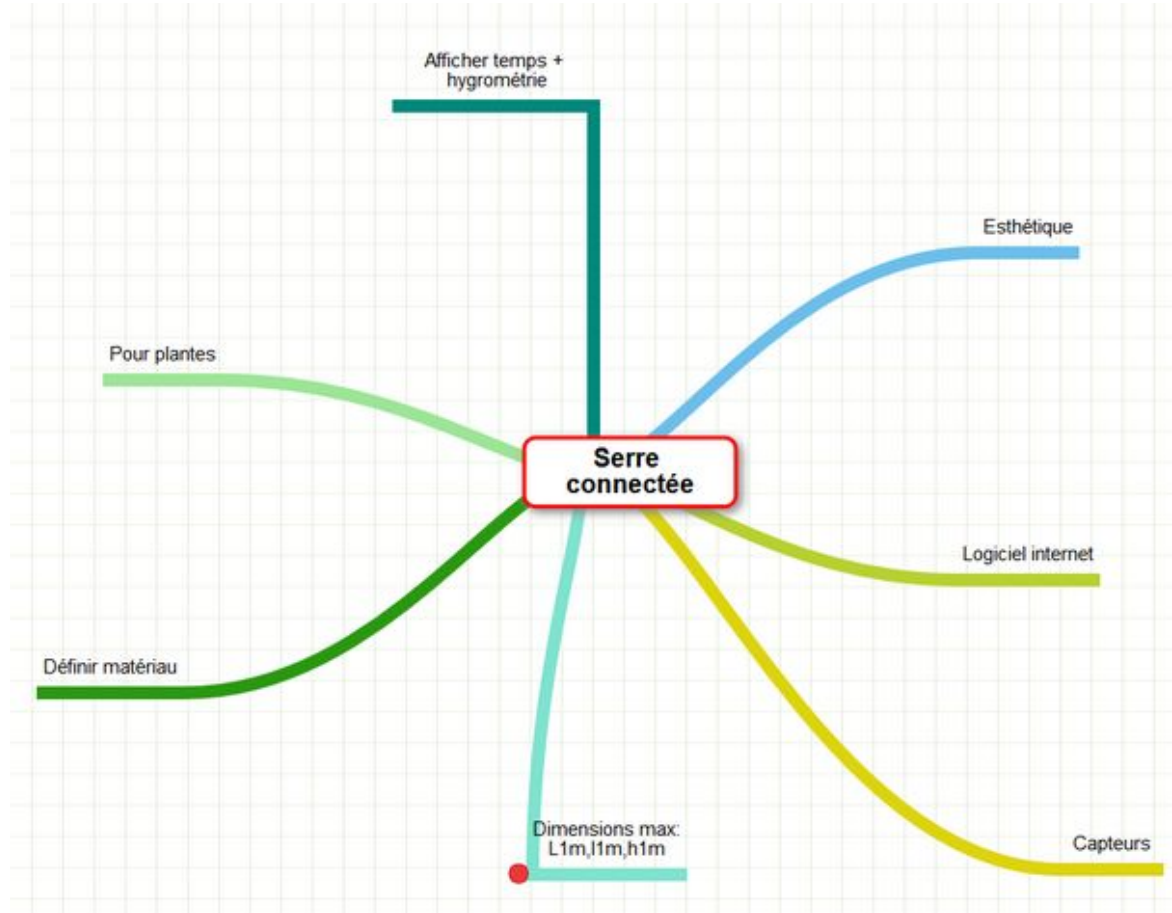 Afficher temps +
hygrométrie
Esthétique
Pour plantes
Serre
connectée
Logiciel internet
Définir matériau
Dimensions max:
L1m,l1m,h1m
Capteurs